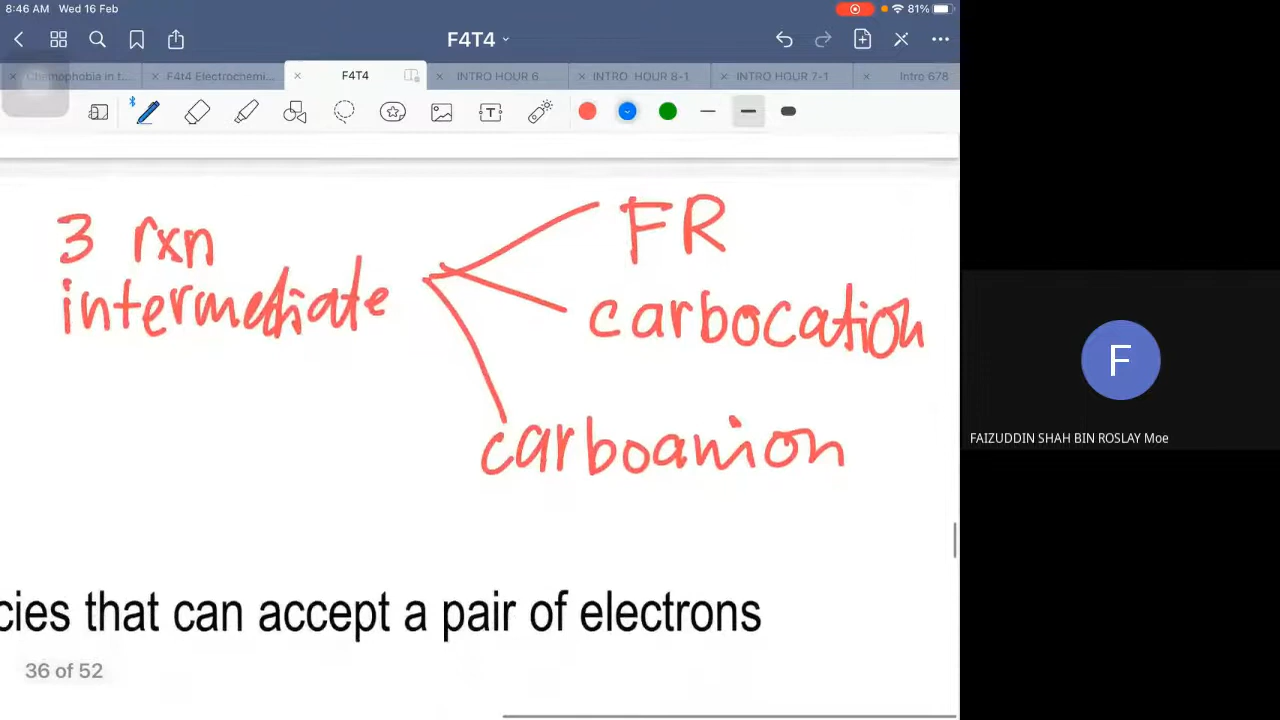 8:46 AM Wed 16 Feb
81%
F4T4
Chemophobia in t...
F4t4 Electrochemi...
F4T4
INTRO HOUR 6
INTRO HOUR 8-1
INTRO HOUR 7-1
Intro 678
3 rxn
intermediate
FR
carbocation
carboanion
cies that can accept a pair of electrons
36 of 52
F
FAIZUDDIN SHAH BIN ROSLAY Moe